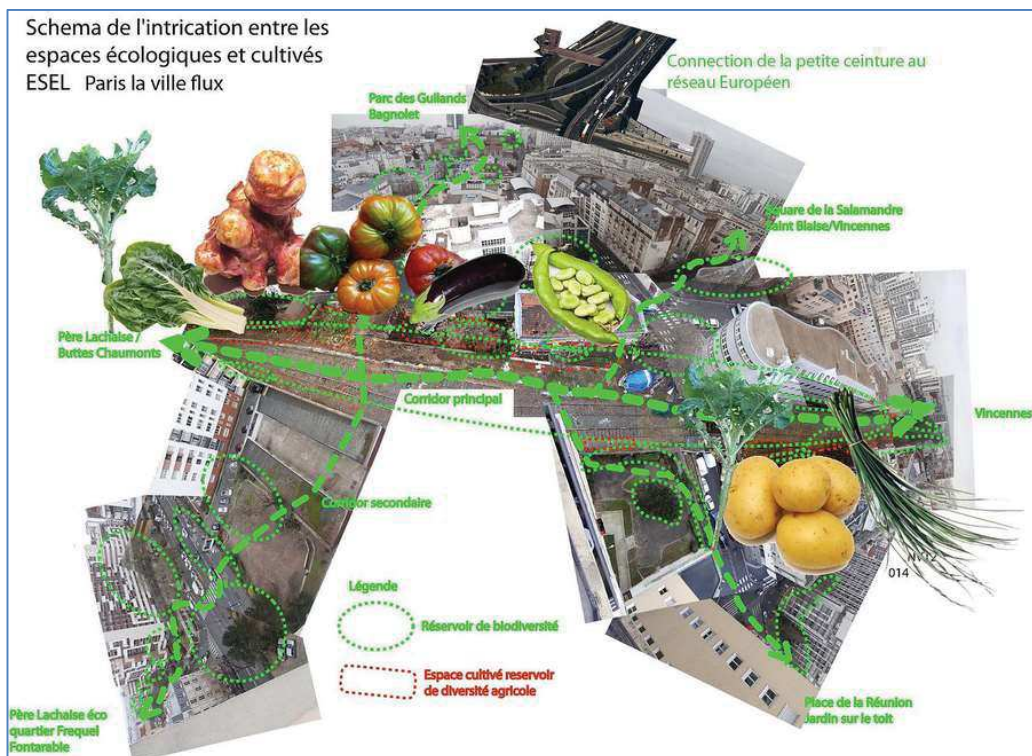 Schema de l'intrication entre les
espaces écologiques et cultivés
ESEL Paris la ville flux
Connection de la petite ceinture au
réseau Européen
Parc des Guilands
Bagnolet
Square de la Salamandre
Saint Blaise/Vincennes
Père Lachaise /
Buttes Chaumonts
Corridor principal
Vincennes
Corridor secondaire
014
Légende
Réservoir de biodiversité
Espace cultivé reservoir
de diversité agricole
Père Lachaise éco
quartier Frequel
Fontarable
Place de la Réunion
Jardin sur le toit